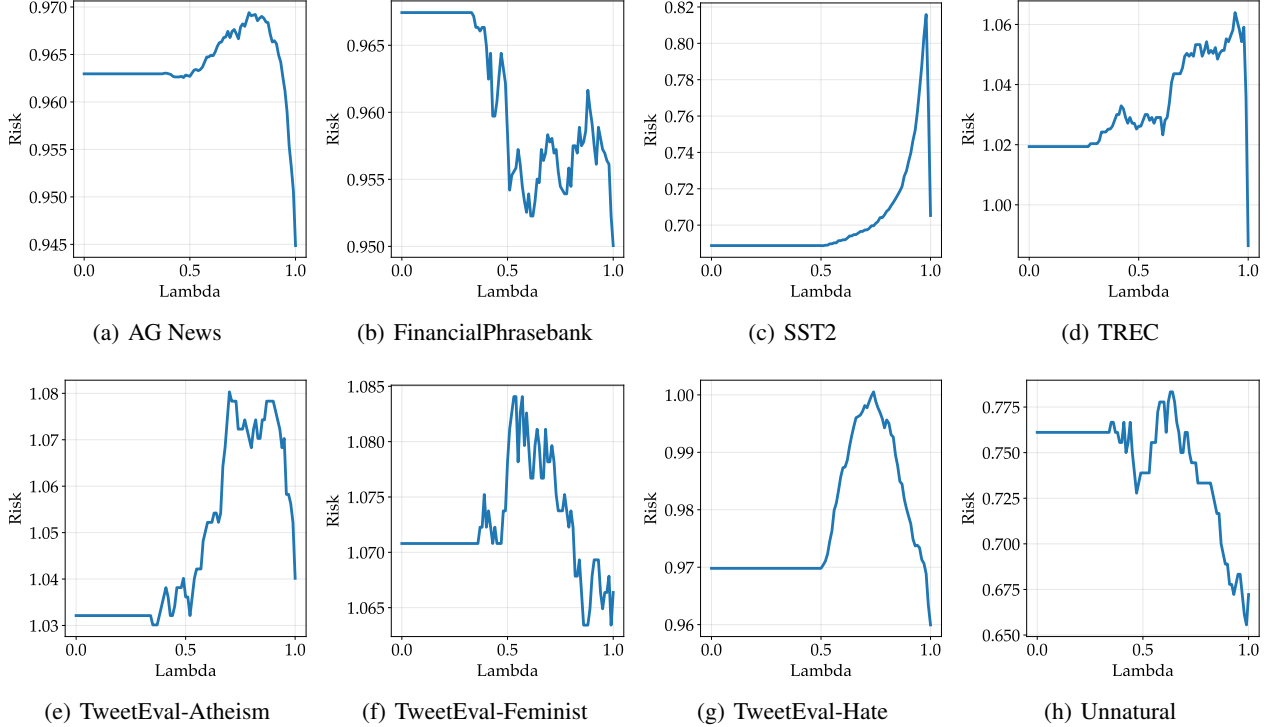 0.970
0.965
0.960
0.955
0.950
0.945
Risk
0.0 0.5 1.0
Lambda
(a) AG News
0.965
0.960
0.955
0.950
Risk
0.0 0.5 1.0
Lambda
(b) FinancialPhrasebank
0.82
0.80
0.78
0.76
0.74
0.72
0.70
Risk
0.0 0.5 1.0
Lambda
(c) SST2
1.06
1.04
1.02
1.00
Risk
0.0 0.5 1.0
Lambda
(d) TREC
1.08
1.07
1.06
1.05
1.04
1.03
Risk
0.0 0.5 1.0
Lambda
(e) TweetEval-Atheism
1.085
1.080
1.075
1.070
1.065
Risk
0.0 0.5 1.0
Lambda
(f) TweetEval-Feminist
1.00
0.99
0.98
0.97
0.96
Risk
0.0 0.5 1.0
Lambda
(g) TweetEval-Hate
0.775
0.750
0.725
0.700
0.675
0.650
Risk
0.0 0.5 1.0
Lambda
(h) Unnatural